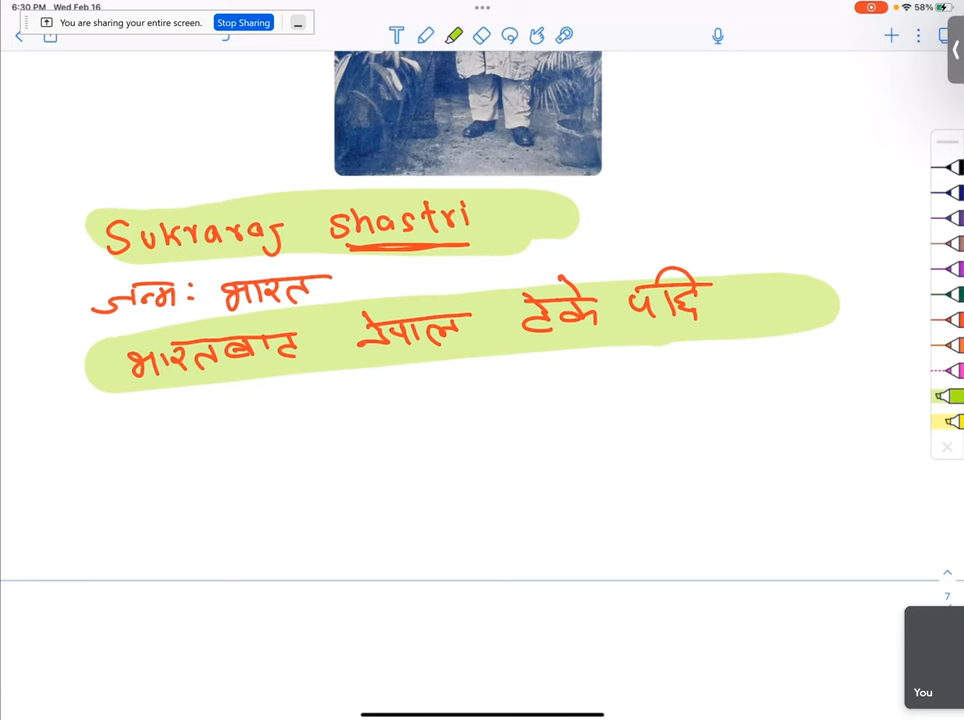 6:30 PM Wed Feb 16
58%
You are sharing your entire screen. Stop Sharing
Sukraraj Shastri
जन्म: भारत
भारतबाट नेपाल टेके पछि
7
You